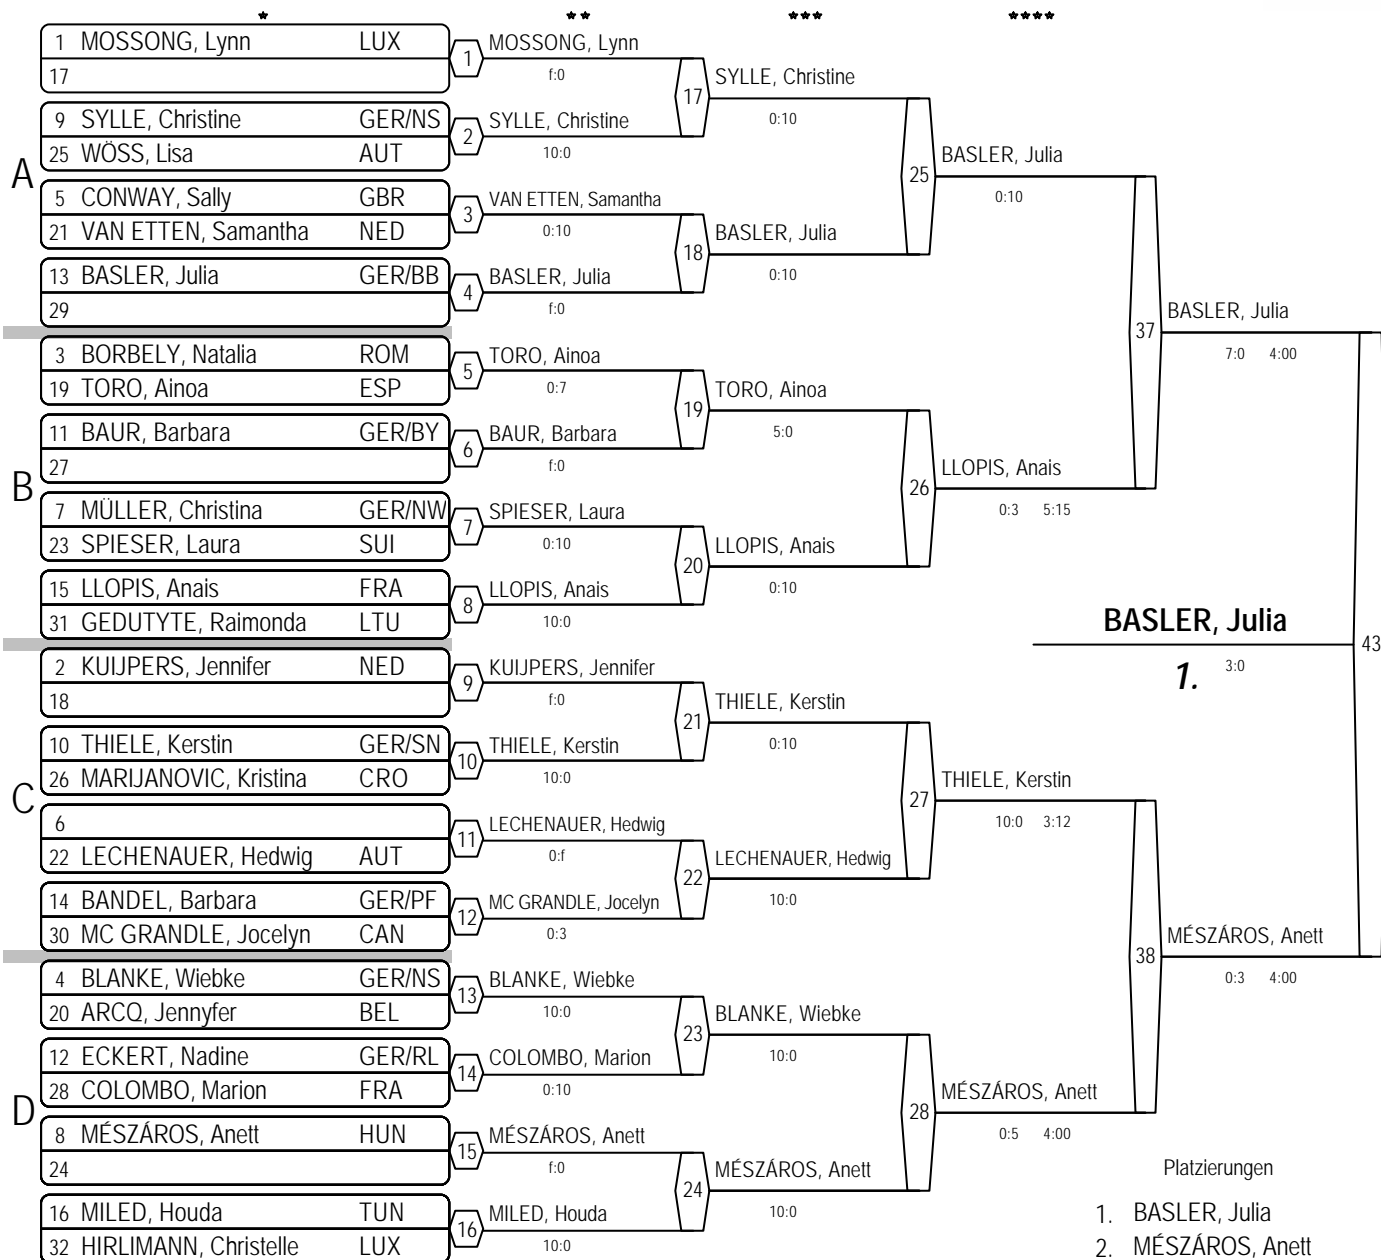 * ** *** ****
1 MOSSONG, Lynn LUX
17
1 MOSSONG, Lynn
f:0
9 SYLLE, Christine GER/NS
25 WÖSS, Lisa AUT
2 SYLLE, Christine
10:0
17 SYLLE, Christine
0:10
A
5 CONWAY, Sally GBR
21 VAN ETTEN, Samantha NED
3 VAN ETTEN, Samantha
0:10
13 BASLER, Julia GER/BB
29
4 BASLER, Julia
f:0
18 BASLER, Julia
0:10
25 BASLER, Julia
0:10
3 BORBELY, Natalia ROM
19 TORO, Ainoa ESP
5 TORO, Ainoa
0:7
11 BAUR, Barbara GER/BY
27
6 BAUR, Barbara
f:0
19 TORO, Ainoa
5:0
B
7 MÜLLER, Christina GER/NW
23 SPIESER, Laura SUI
7 SPIESER, Laura
0:10
15 LLOPIS, Anais FRA
31 GEDUTYTE, Raimonda LTU
8 LLOPIS, Anais
10:0
20 LLOPIS, Anais
0:10
26 LLOPIS, Anais
0:3 5:15
37 BASLER, Julia
7:0 4:00
BASLER, Julia
1. 3:0
43
2 KUIJPERS, Jennifer NED
18
9 KUIJPERS, Jennifer
f:0
10 THIELE, Kerstin GER/SN
26 MARIJANOVIC, Kristina CRO
10 THIELE, Kerstin
10:0
21 THIELE, Kerstin
0:10
C
6
22 LECHENAUER, Hedwig AUT
11 LECHENAUER, Hedwig
0:f
14 BANDEL, Barbara GER/PF
30 MC GRANDLE, Jocelyn CAN
12 MC GRANDLE, Jocelyn
0:3
22 LECHENAUER, Hedwig
10:0
27 THIELE, Kerstin
10:0 3:12
4 BLANKE, Wiebke GER/NS
20 ARCQ, Jennyfer BEL
13 BLANKE, Wiebke
10:0
12 ECKERT, Nadine GER/RL
28 COLOMBO, Marion FRA
14 COLOMBO, Marion
0:10
23 BLANKE, Wiebke
10:0
D
8 MÉSZÁROS, Anett HUN
24
15 MÉSZÁROS, Anett
f:0
16 MILED, Houda TUN
32 HIRLIMANN, Christelle LUX
16 MILED, Houda
10:0
24 MÉSZÁROS, Anett
10:0
28 MÉSZÁROS, Anett
0:5 4:00
38 MÉSZÁROS, Anett
0:3 4:00
Platzierungen
1. BASLER, Julia
2. MÉSZÁROS, Anett